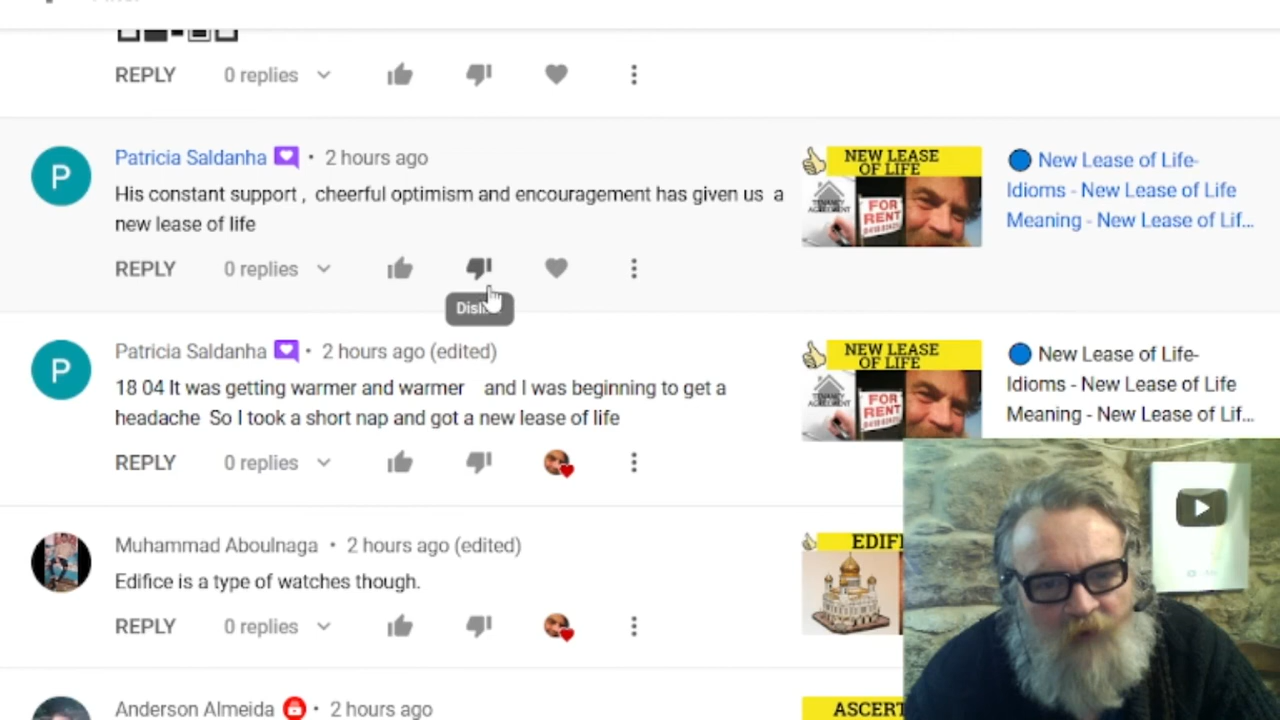 REPLY 0 replies
P Patricia Saldanha • 2 hours ago
His constant support , cheerful optimism and encouragement has given us a
new lease of life
REPLY 0 replies
NEW LEASE
OF LIFE
TENANCY
AGREEMENT
FOR
RENT
New Lease of Life-
Idioms - New Lease of Life
Meaning - New Lease of Lif...
P Patricia Saldanha • 2 hours ago (edited)
18 04 It was getting warmer and warmer and I was beginning to get a
headache So I took a short nap and got a new lease of life
REPLY 0 replies
NEW LEASE
OF LIFE
TENANCY
AGREEMENT
FOR
RENT
New Lease of Life-
Idioms - New Lease of Life
Meaning - New Lease of Lif...
Muhammad Aboulnaga • 2 hours ago (edited)
Edifice is a type of watches though.
REPLY 0 replies
EDIF
Anderson Almeida • 2 hours ago
ASCERT